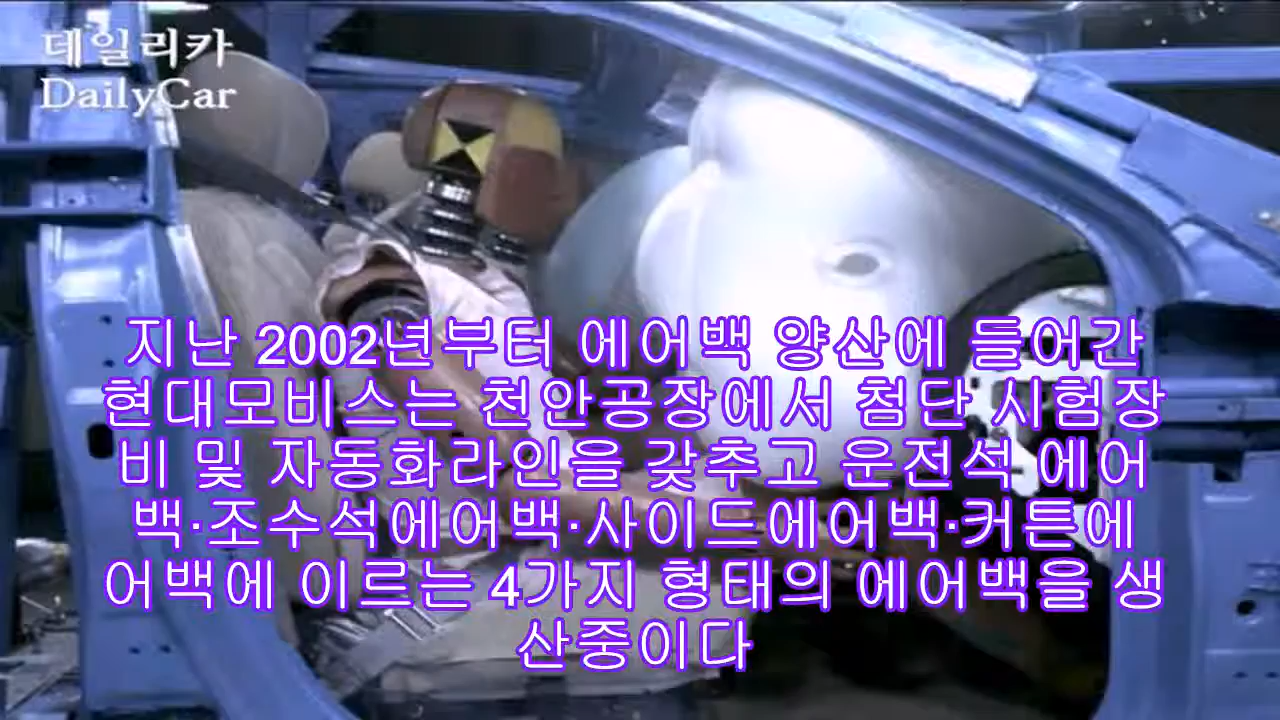 데일리카
DailyCar
지난 2002년부터 에어백 양산에 들어간
현대모비스는 천안공장에서 첨단 시험장
비 및 자동화라인을 갖추고 운전석 에어
백·조수석에어백·사이드에어백·커튼에
어백에 이르는 4가지 형태의 에어백을 생
산중이다